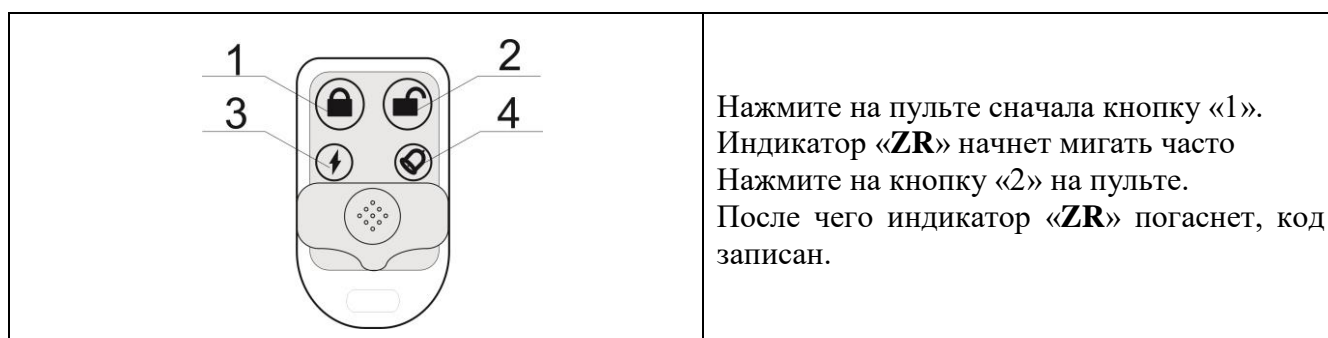 1
2
3
4
Нажмите на пульте сначала кнопку «1».
Индикатор «ZR» начнет мигать часто
Нажмите на кнопку «2» на пульте.
После чего индикатор «ZR» погаснет, код
записан.